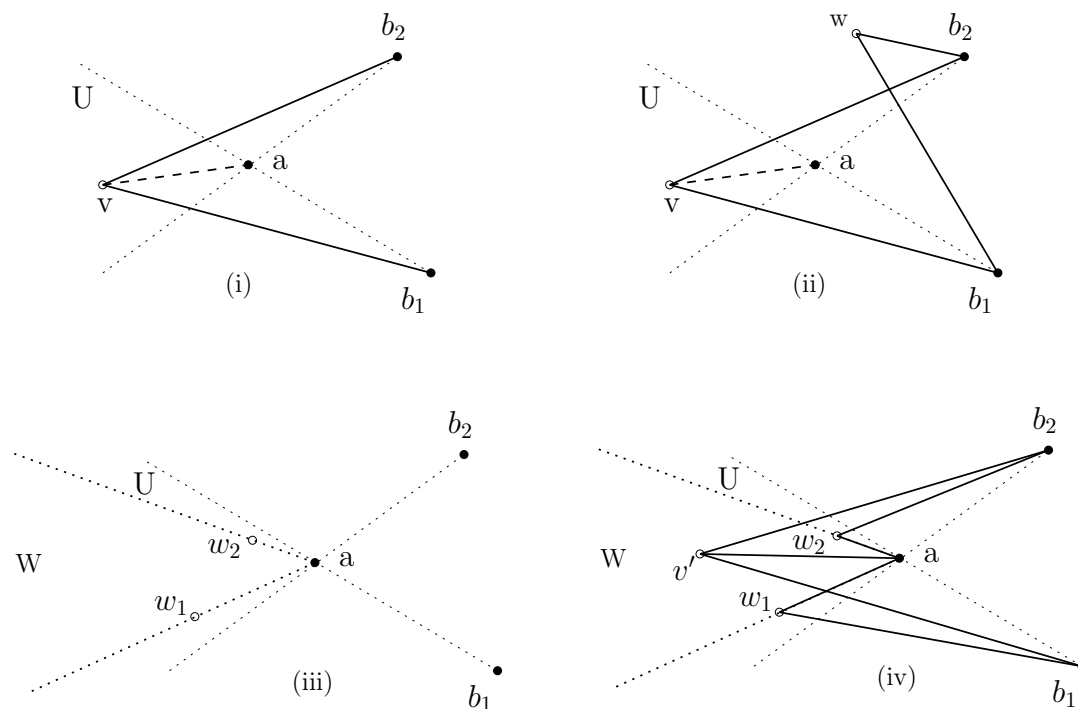 b₂
U
a
v
(i)
b₁
w
b₂
U
a
v
(ii)
b₁
b₂
U
w₂
a
W
w₁
(iii)
b₁
b₂
U
w₂
a
W
v′
w₁
(iv)
b₁